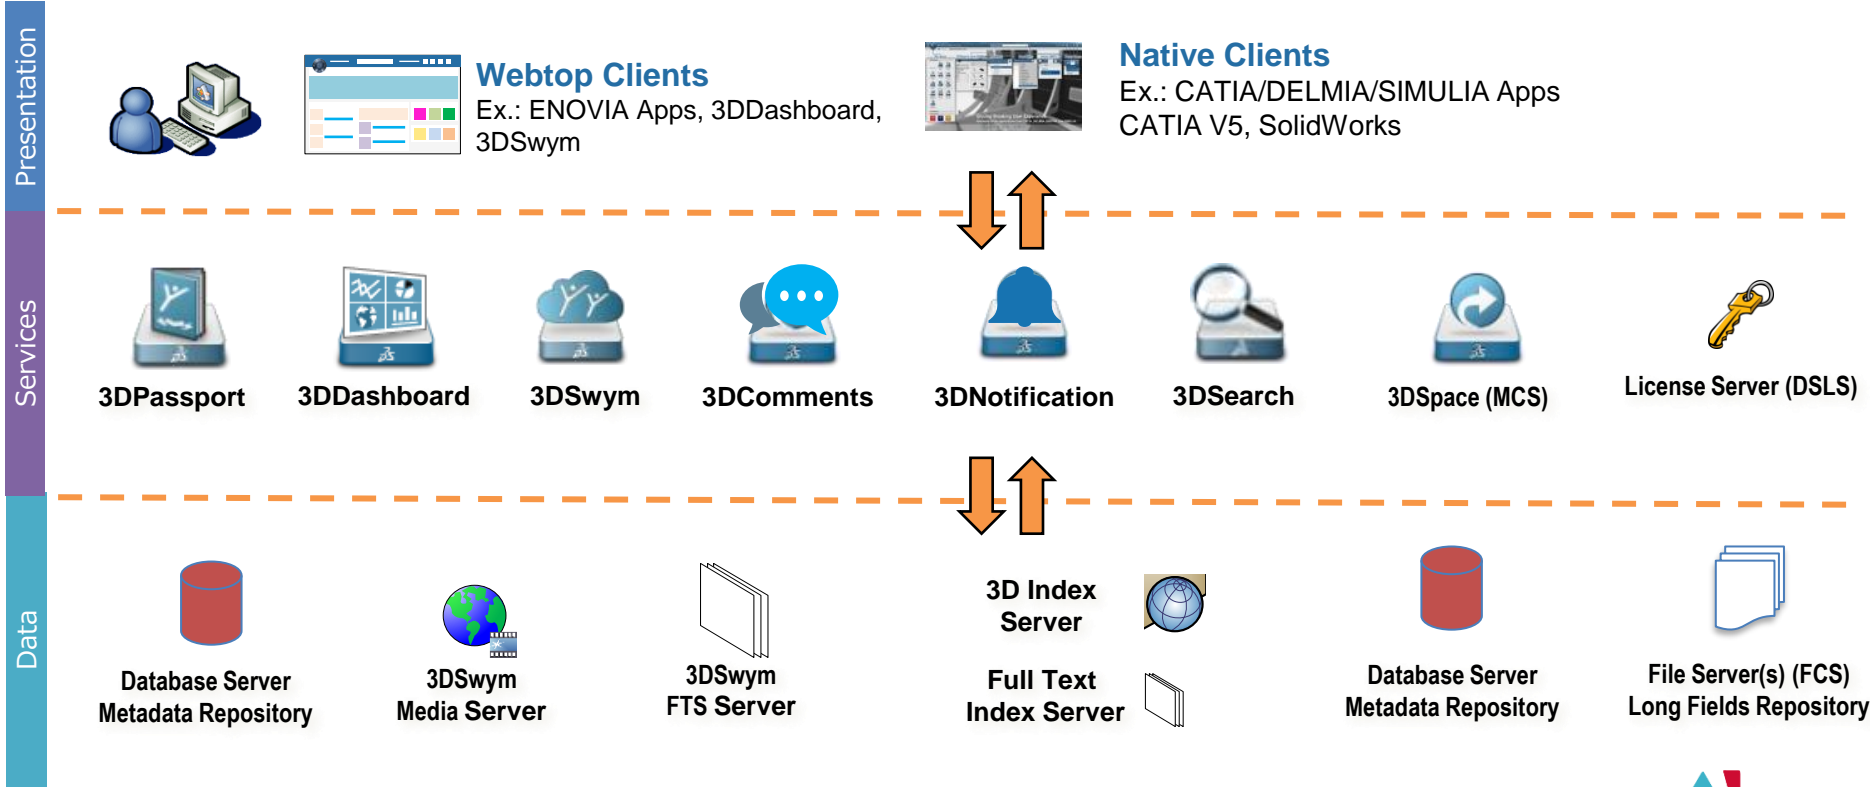 Presentation
Webtop Clients
Ex.: ENOVIA Apps, 3DDashboard,
3DSwym
Native Clients
Ex.: CATIA/DELMIA/SIMULIA Apps
CATIA V5, SolidWorks
Services
3DPassport
3DDashboard
3DSwym
3DComments
3DNotification
3DSearch
3DSpace (MCS)
License Server (DSLS)
Data
Database Server
Metadata Repository
3DSwym
Media Server
3DSwym
FTS Server
3D Index
Server
Full Text
Index Server
Database Server
Metadata Repository
File Server(s) (FCS)
Long Fields Repository